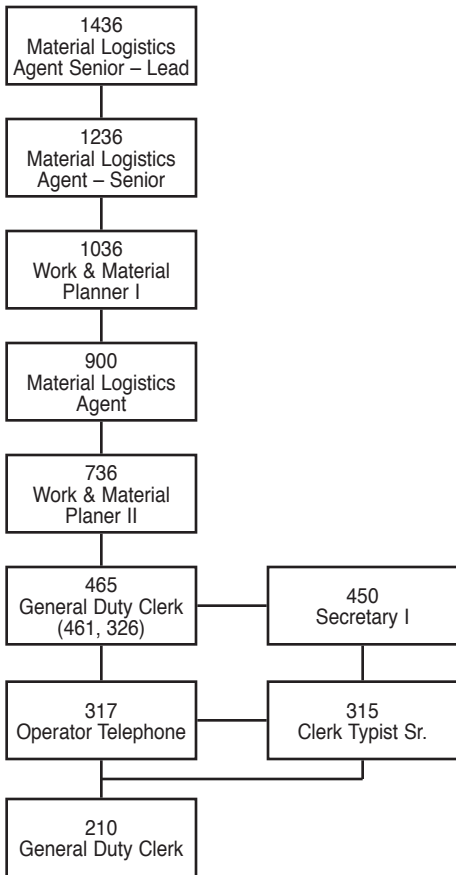 1436
Material Logistics
Agent Senior – Lead
1236
Material Logistics
Agent – Senior
1036
Work & Material
Planner I
900
Material Logistics
Agent
736
Work & Material
Planer II
465
General Duty Clerk
(461, 326)
450
Secretary I
317
Operator Telephone
315
Clerk Typist Sr.
210
General Duty Clerk